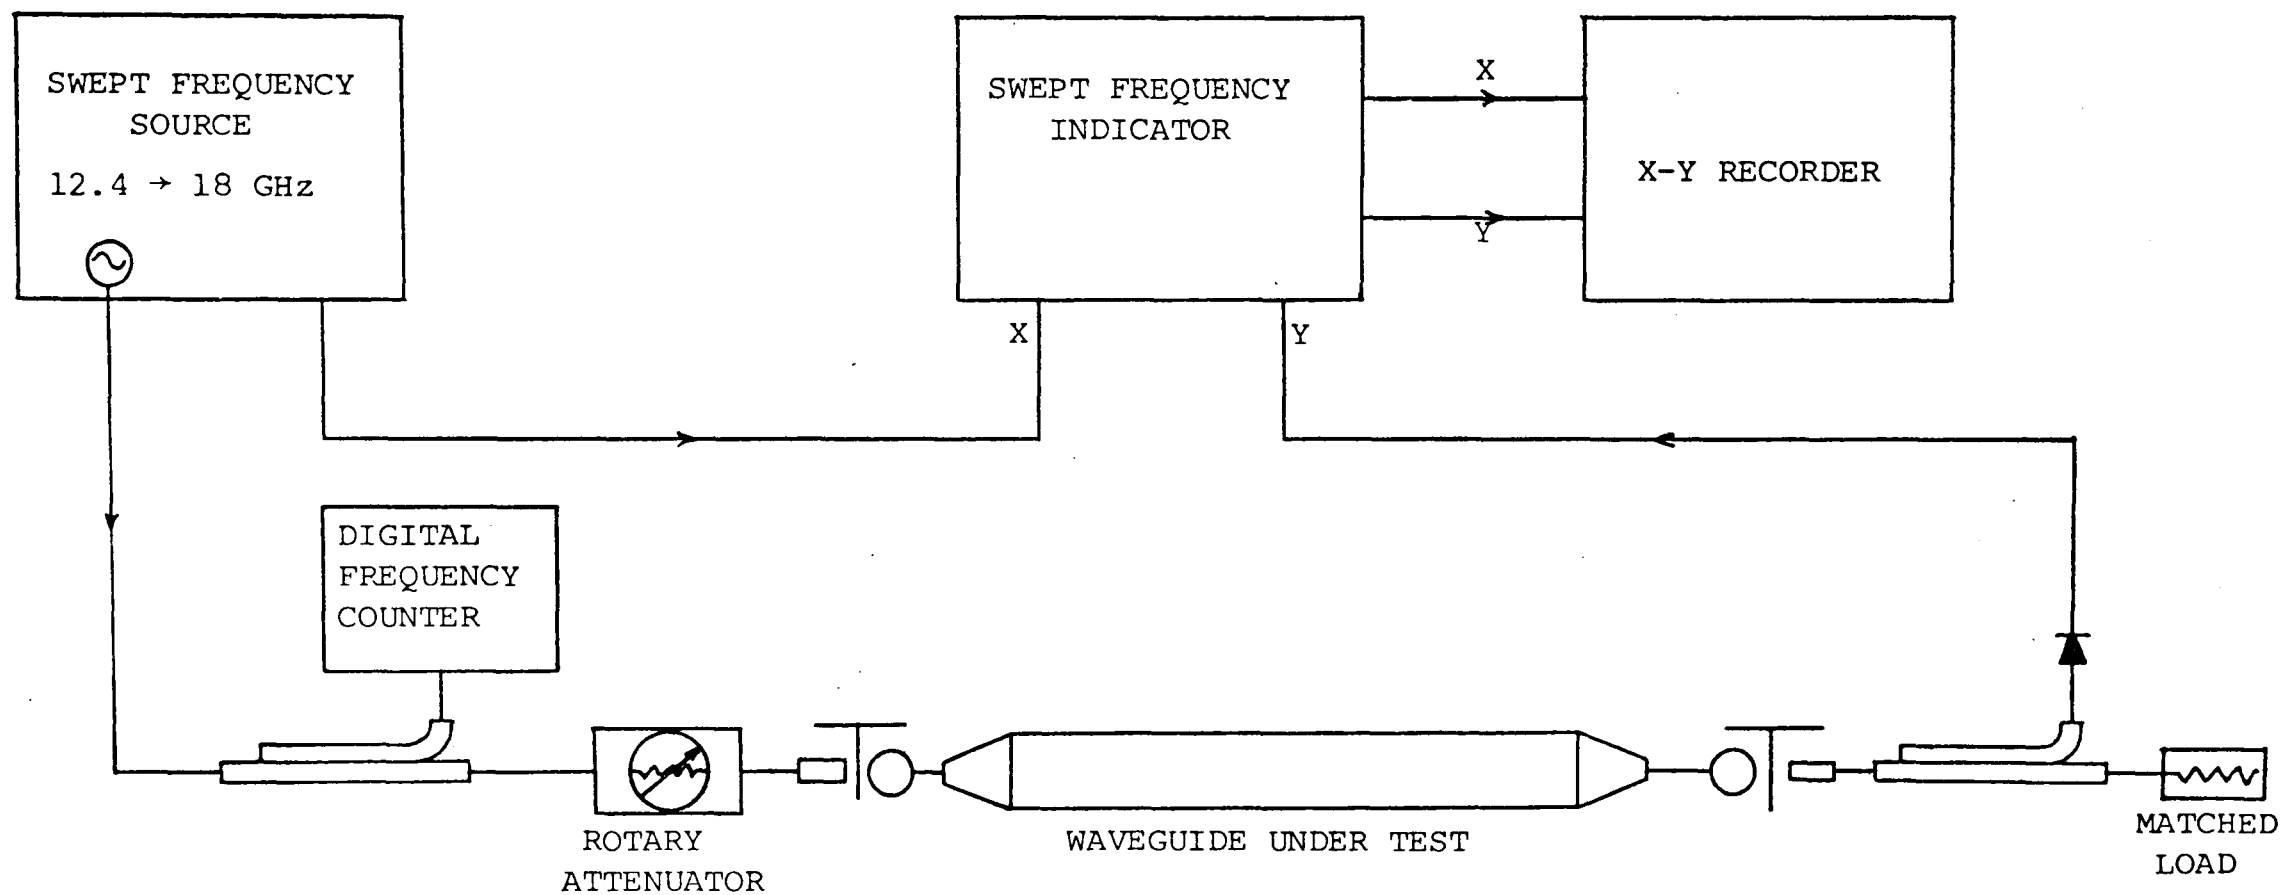 SWEPT FREQUENCY
SOURCE
12.4 → 18 GHz
SWEPT FREQUENCY
INDICATOR
X
Y
X-Y RECORDER
X
Y
DIGITAL
FREQUENCY
COUNTER
ROTARY
ATTENUATOR
WAVEGUIDE UNDER TEST
MATCHED
LOAD